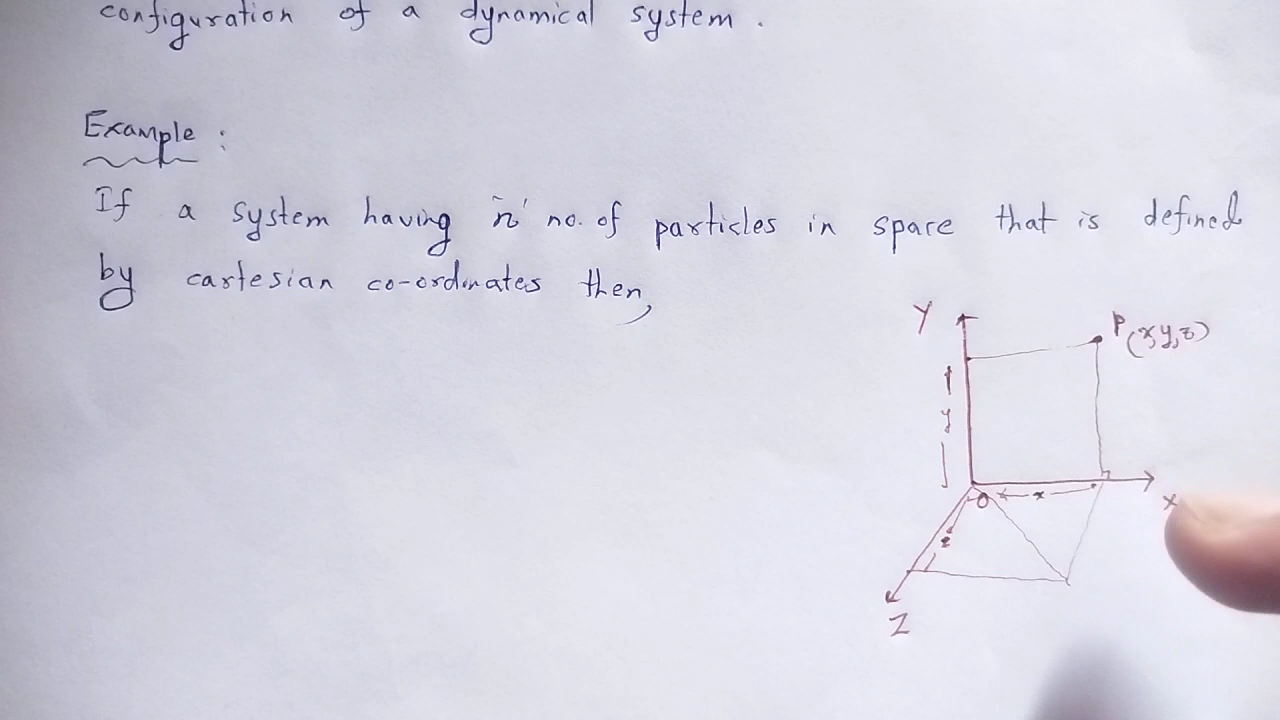 configuration of a dynamical system.
Example :
If a system having 'n' no. of particles in space that is defined
by cartesian co-ordinates then,
Y
P(x,y,z)
y
O
x
X
z
Z